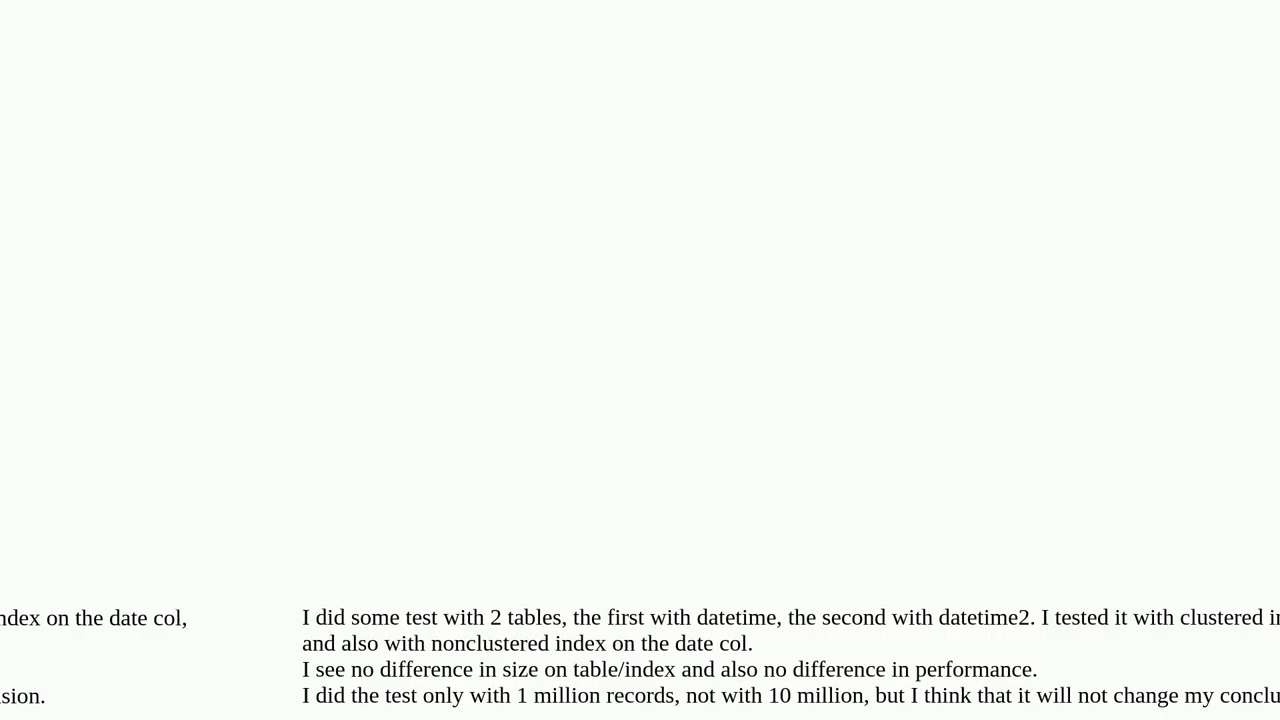 ndex on the date col,
sion.
I did some test with 2 tables, the first with datetime, the second with datetime2. I tested it with clustered in
and also with nonclustered index on the date col.
I see no difference in size on table/index and also no difference in performance.
I did the test only with 1 million records, not with 10 million, but I think that it will not change my conclu